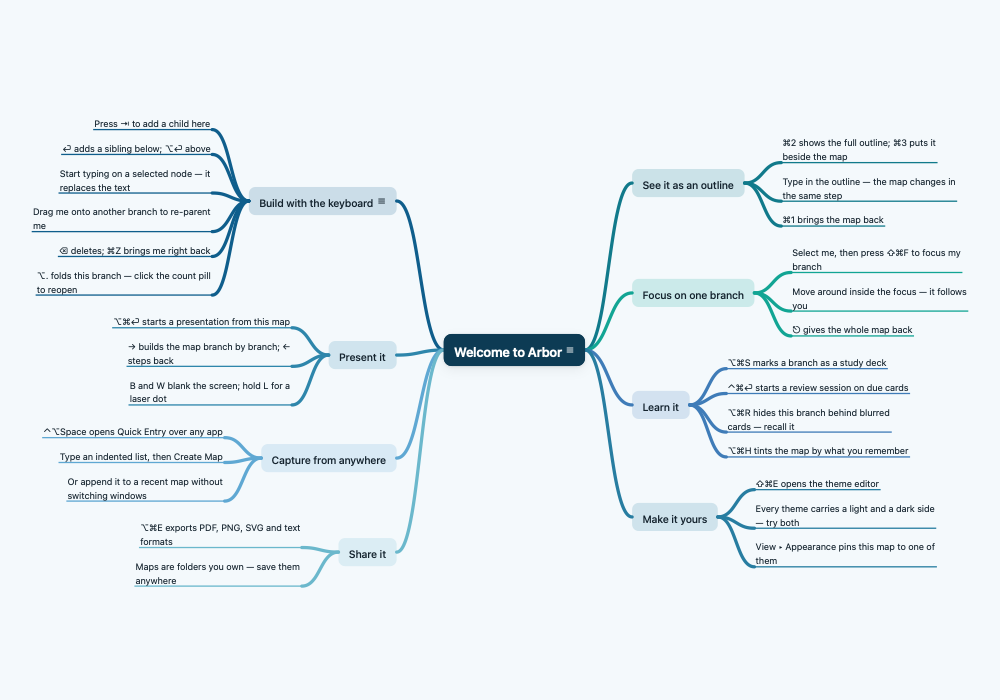 Welcome to Arbor
Build with the keyboard
Press ⇥ to add a child here
⏎ adds a sibling below; ⌥⏎ above
Start typing on a selected node — it
replaces the text
Drag me onto another branch to re-parent
me
⌫ deletes; ⌘Z brings me right back
⌥. folds this branch — click the count pill
to reopen
Present it
⌥⌘⏎ starts a presentation from this map
→ builds the map branch by branch; ←
steps back
B and W blank the screen; hold L for a
laser dot
Capture from anywhere
⌃⌥Space opens Quick Entry over any app
Type an indented list, then Create Map
Or append it to a recent map without
switching windows
Share it
⌥⌘E exports PDF, PNG, SVG and text
formats
Maps are folders you own — save them
anywhere
See it as an outline
⌘2 shows the full outline; ⌘3 puts it
beside the map
Type in the outline — the map changes in
the same step
⌘1 brings the map back
Focus on one branch
Select me, then press ⇧⌘F to focus my
branch
Move around inside the focus — it follows
you
⎋ gives the whole map back
Learn it
⌥⌘S marks a branch as a study deck
⌃⌘⏎ starts a review session on due cards
⌥⌘R hides this branch behind blurred
cards — recall it
⌥⌘H tints the map by what you remember
Make it yours
⇧⌘E opens the theme editor
Every theme carries a light and a dark side
— try both
View ▸ Appearance pins this map to one of
them